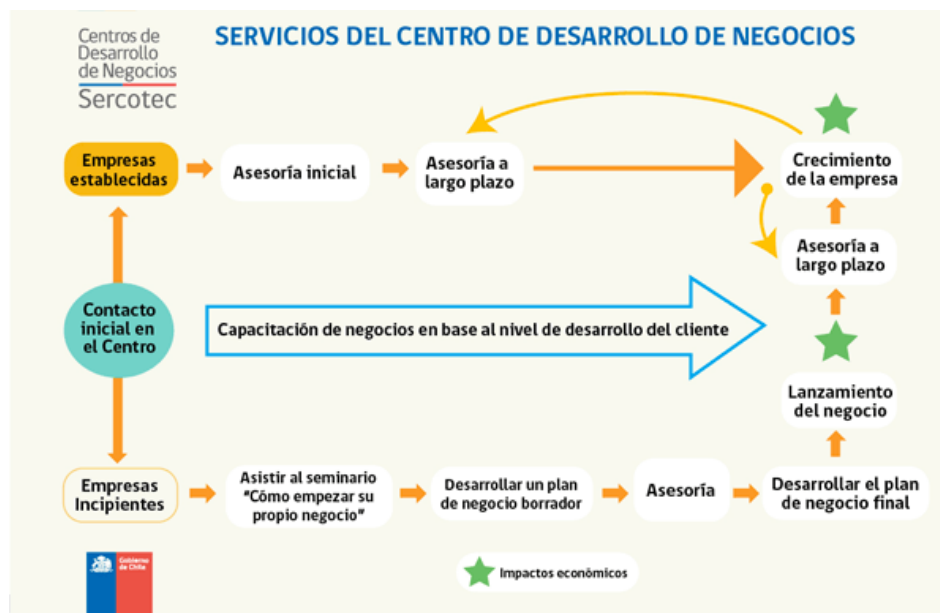 Centros de
Desarrollo
de Negocios
Sercotec
SERVICIOS DEL CENTRO DE DESARROLLO DE NEGOCIOS
Empresas
establecidas
Asesoría inicial
Asesoría a
largo plazo
Crecimiento
de la empresa
Asesoría a
largo plazo
Contacto
inicial en
el Centro
Capacitación de negocios en base al nivel de desarrollo del cliente
Lanzamiento
del negocio
Empresas
Incipientes
Asistir al seminario
"Cómo empezar su
propio negocio"
Desarrollar un plan
de negocio borrador
Asesoría
Desarrollar el plan
de negocio final
Gobierno
de Chile
Impactos económicos